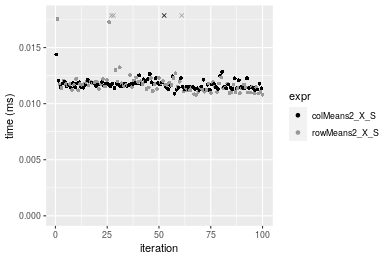 time (ms)
0.015
0.010
0.005
0.000
0
25
50
75
100
iteration
expr
colMeans2_X_S
rowMeans2_X_S